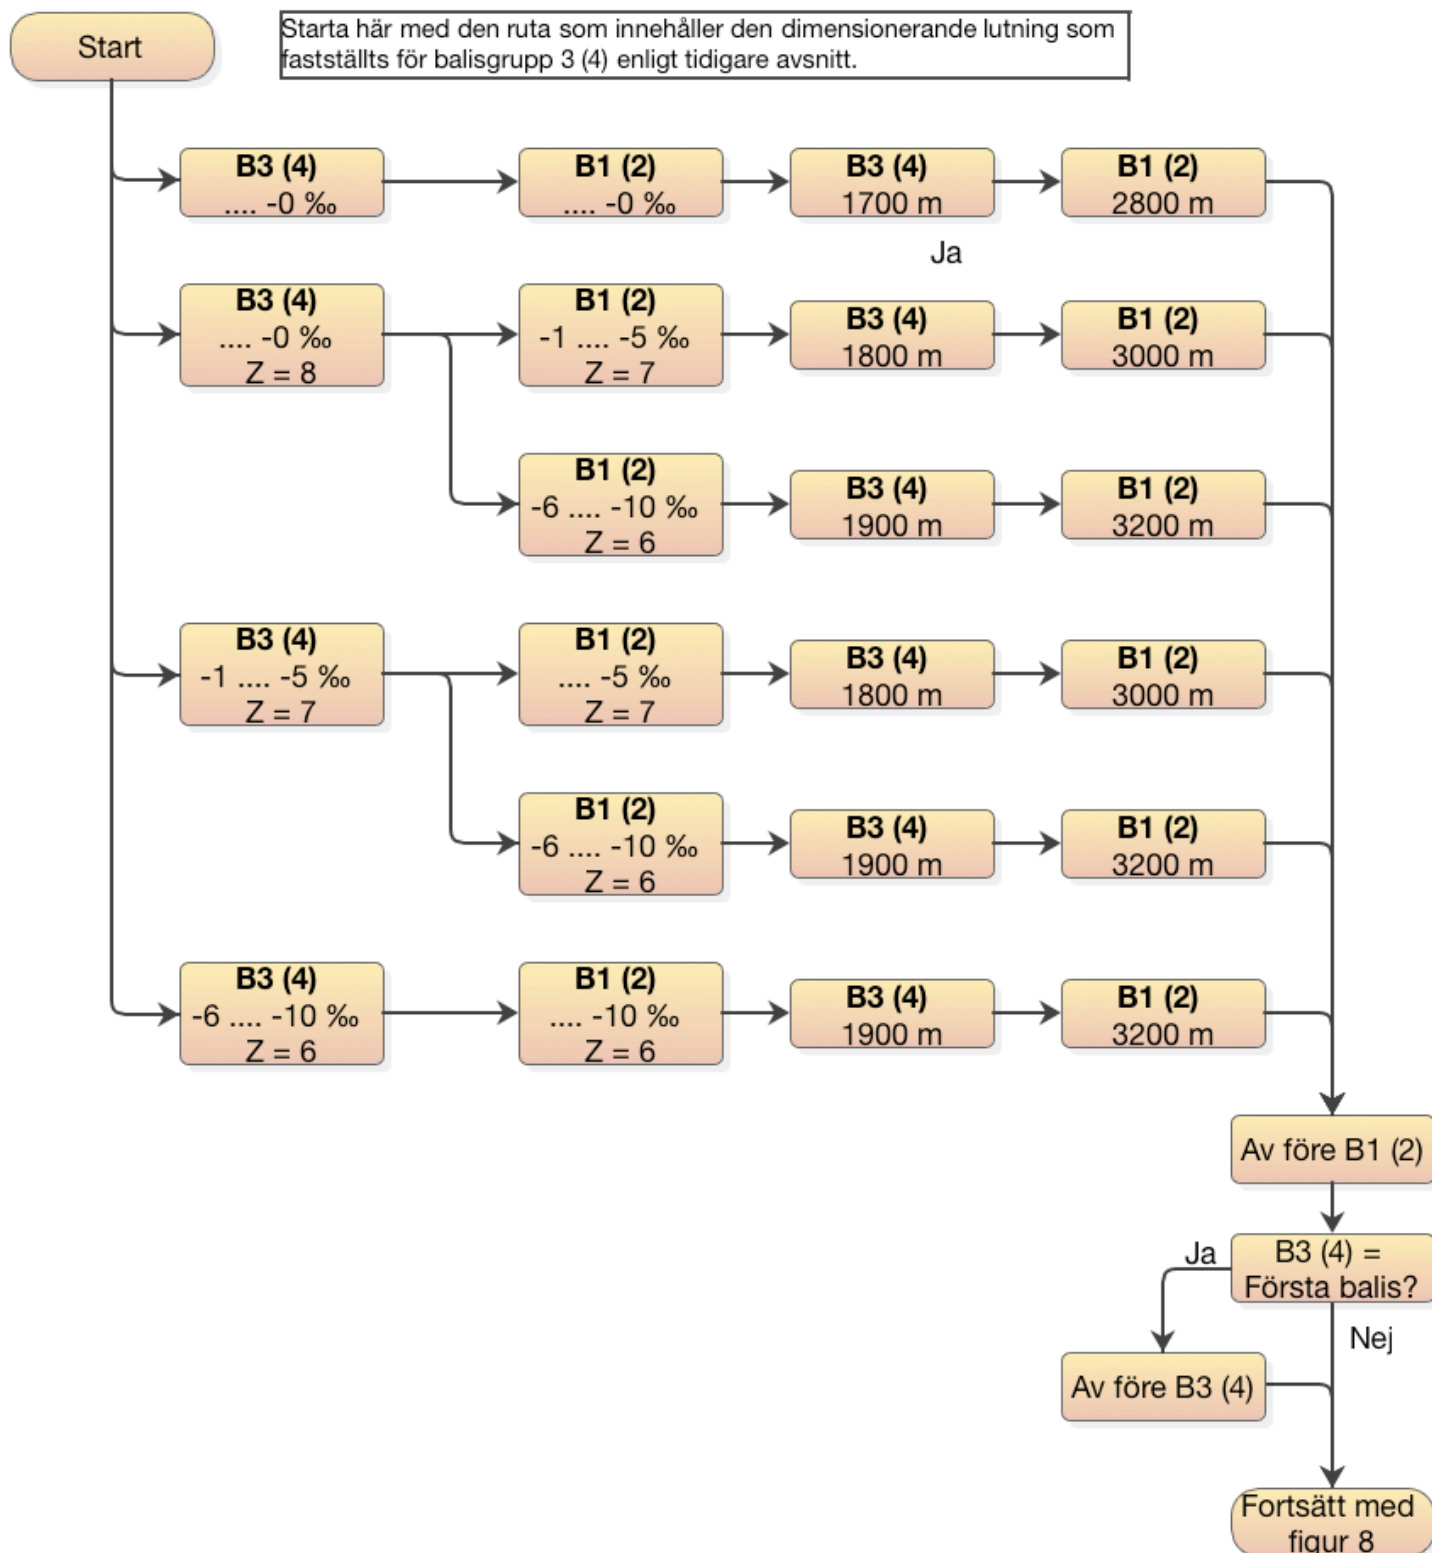 Start
Starta här med den ruta som innehåller den dimensionerande lutning som
fastställts för balisgrupp 3 (4) enligt tidigare avsnitt.
B3 (4)
.... -0 ‰
B1 (2)
.... -0 ‰
B3 (4)
1700 m
B1 (2)
2800 m
Ja
B3 (4)
.... -0 ‰
Z = 8
B1 (2)
-1 .... -5 ‰
Z = 7
B3 (4)
1800 m
B1 (2)
3000 m
B1 (2)
-6 .... -10 ‰
Z = 6
B3 (4)
1900 m
B1 (2)
3200 m
B3 (4)
-1 .... -5 ‰
Z = 7
B1 (2)
.... -5 ‰
Z = 7
B3 (4)
1800 m
B1 (2)
3000 m
B1 (2)
-6 .... -10 ‰
Z = 6
B3 (4)
1900 m
B1 (2)
3200 m
B3 (4)
-6 .... -10 ‰
Z = 6
B1 (2)
.... -10 ‰
Z = 6
B3 (4)
1900 m
B1 (2)
3200 m
Av före B1 (2)
B3 (4) =
Första balis?
Ja
Nej
Av före B3 (4)
Fortsätt med
figur 8